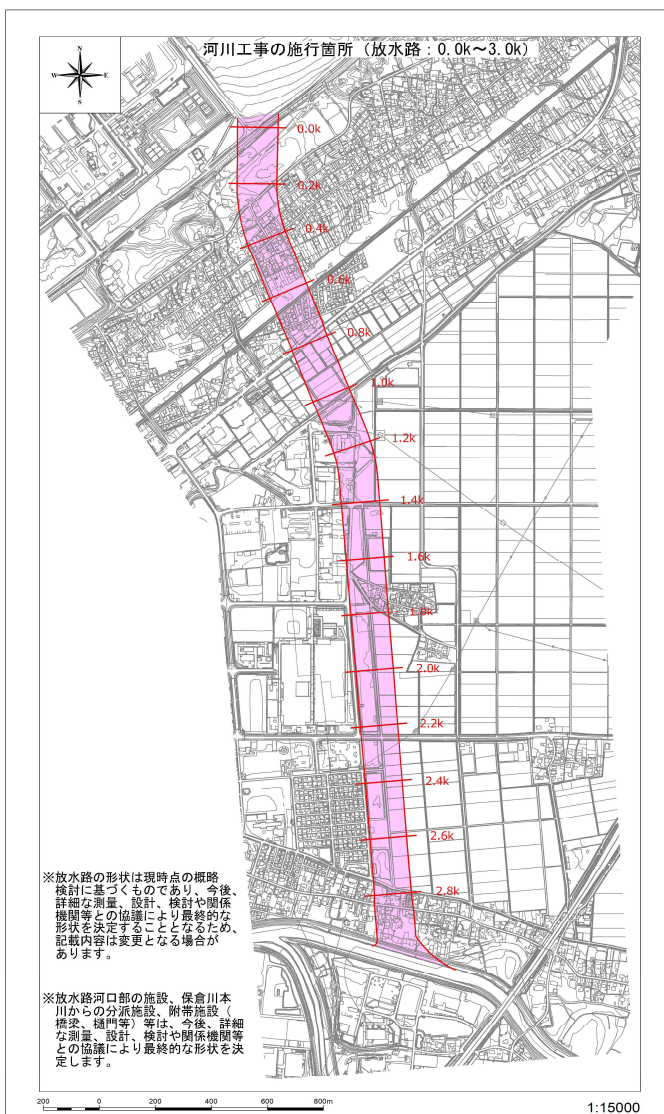 河川工事の施行箇所（放水路：0.0k～3.0k）
N
W
E
S
0.0k
0.2k
0.4k
0.6k
0.8k
1.0k
1.2k
1.4k
1.6k
1.8k
2.0k
2.2k
2.4k
2.6k
2.8k
※放水路の形状は現時点の概略
検討に基づくものであり、今後、
詳細な測量、設計、検討や関係
機関等との協議により最終的な
形状を決定することとなるため、
記載内容は変更となる場合が
あります。
※放水路河口部の施設、保倉川本
川からの分派施設、附帯施設（
橋梁、樋門等）等は、今後、詳細
な測量、設計、検討や関係機関等
との協議により最終的な形状を決
定します。
200 0 200 400 600 800m
1:15000